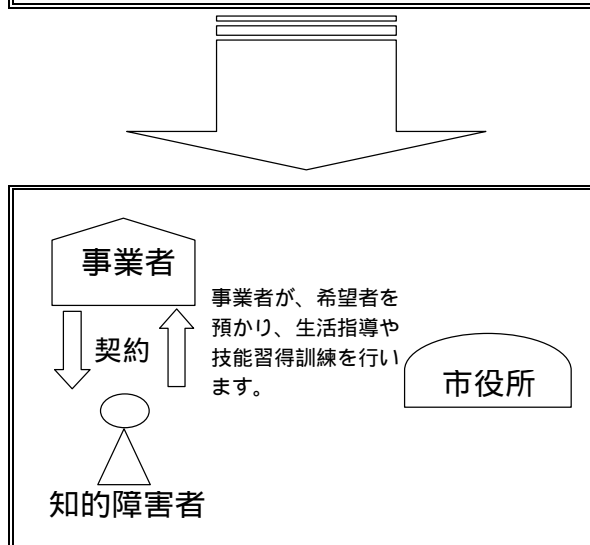 事業者
契約
事業者が、希望者を
預かり、生活指導や
技能習得訓練を行い
ます。
市役所
知的障害者